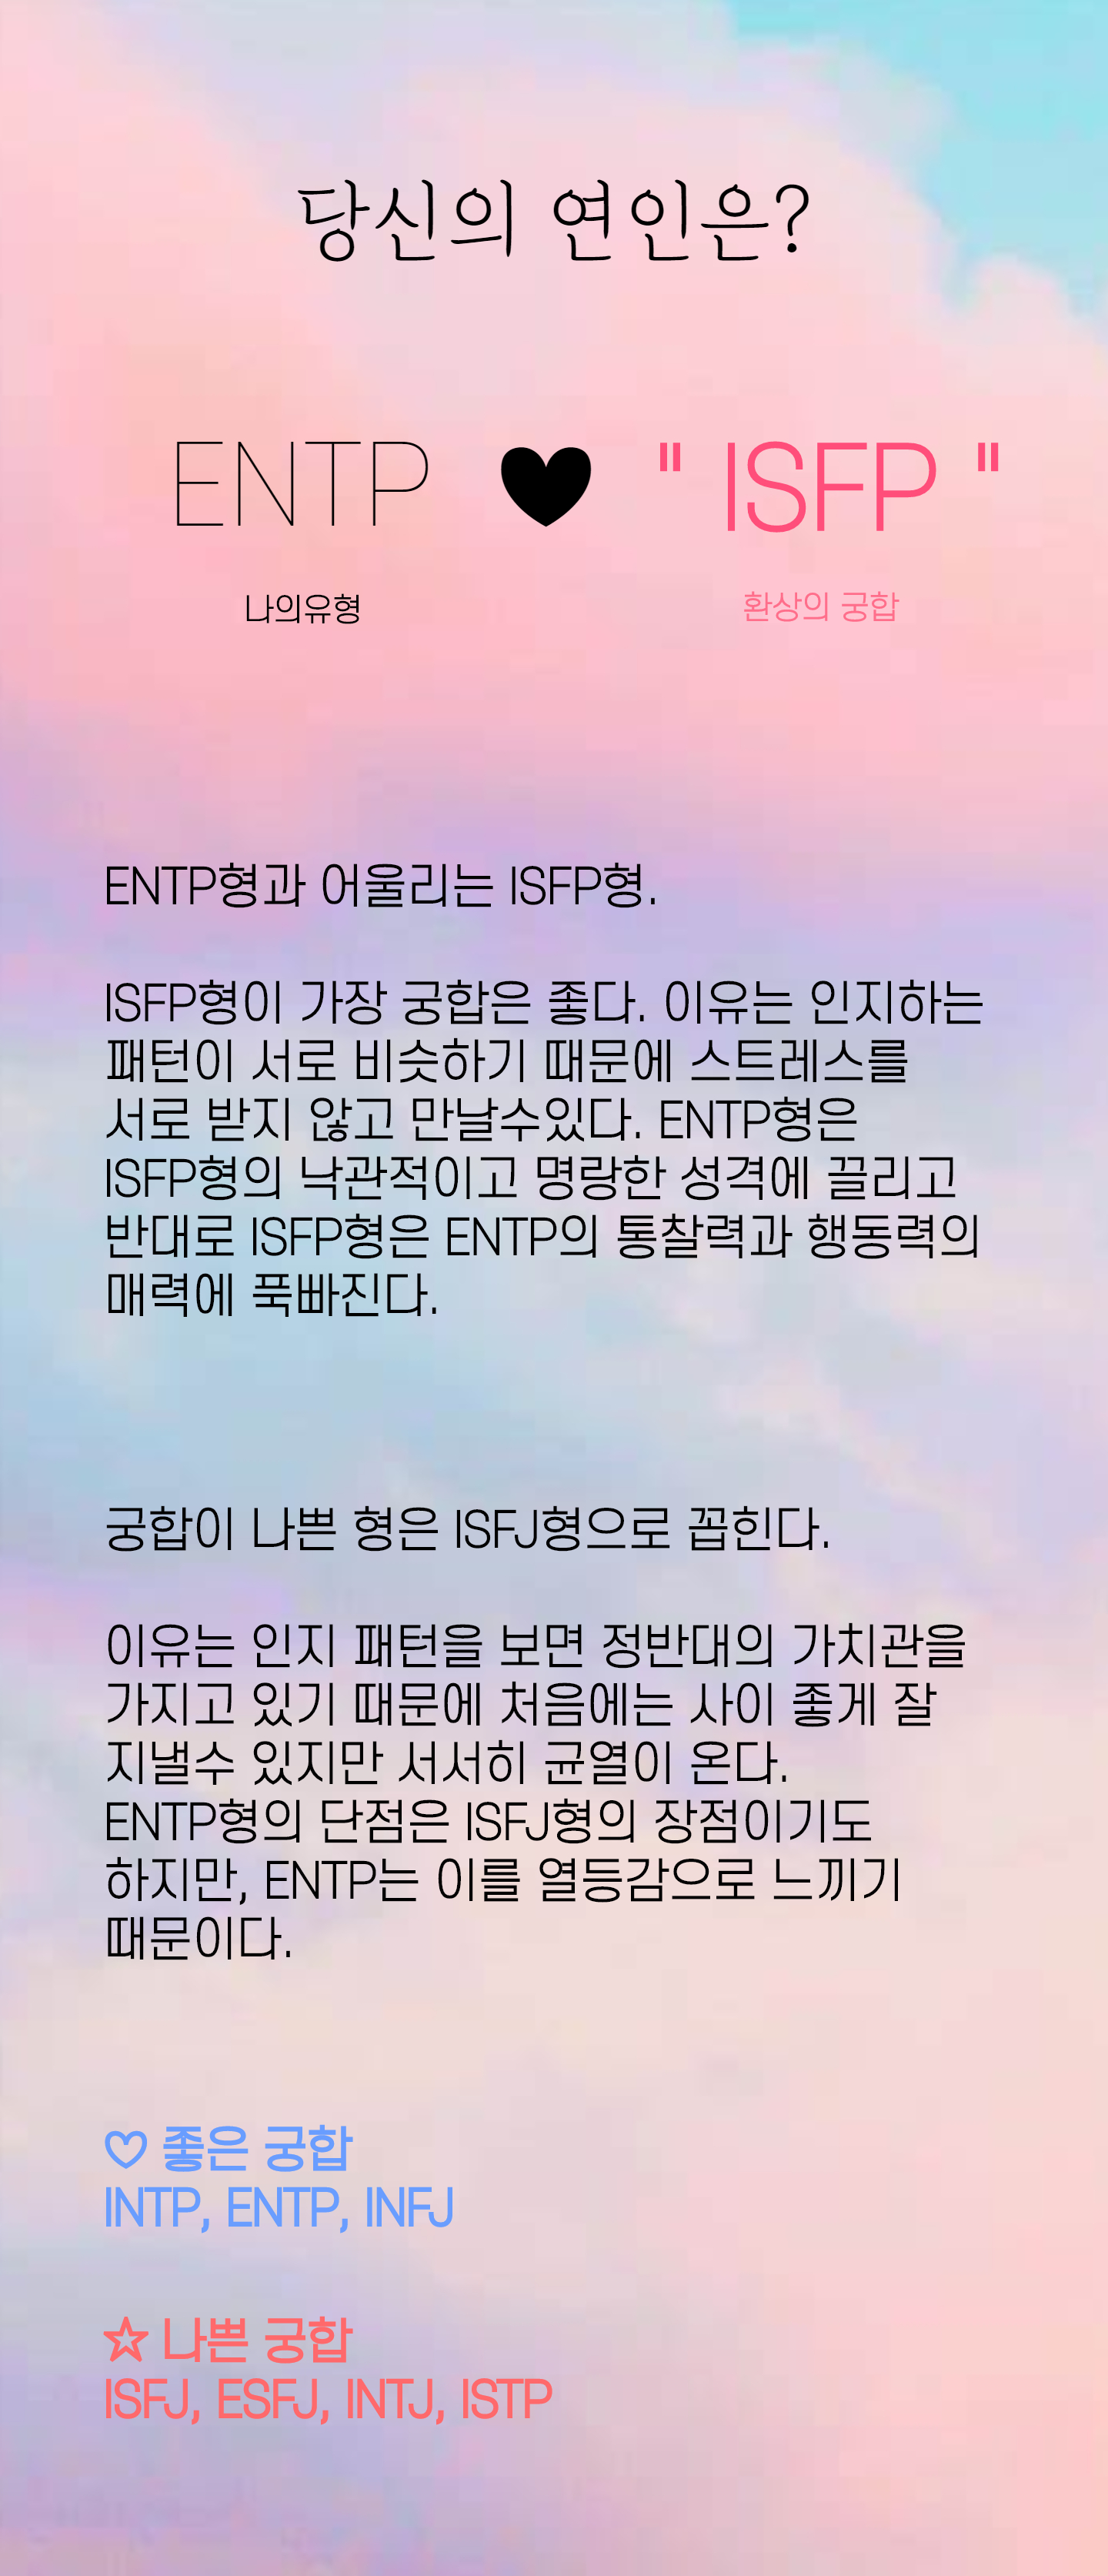 당신의 연인은?
ENTP ♥ " ISFP "
나의유형 환상의 궁합
ENTP형과 어울리는 ISFP형.
ISFP형이 가장 궁합은 좋다. 이유는 인지하는
패턴이 서로 비슷하기 때문에 스트레스를
서로 받지 않고 만날수있다. ENTP형은
ISFP형의 낙관적이고 명랑한 성격에 끌리고
반대로 ISFP형은 ENTP의 통찰력과 행동력의
매력에 푹빠진다.
궁합이 나쁜 형은 ISFJ형으로 꼽힌다.
이유는 인지 패턴을 보면 정반대의 가치관을
가지고 있기 때문에 처음에는 사이 좋게 잘
지낼수 있지만 서서히 균열이 온다.
ENTP형의 단점은 ISFJ형의 장점이기도
하지만, ENTP는 이를 열등감으로 느끼기
때문이다.
♡ 좋은 궁합
INTP, ENTP, INFJ
☆ 나쁜 궁합
ISFJ, ESFJ, INTJ, ISTP